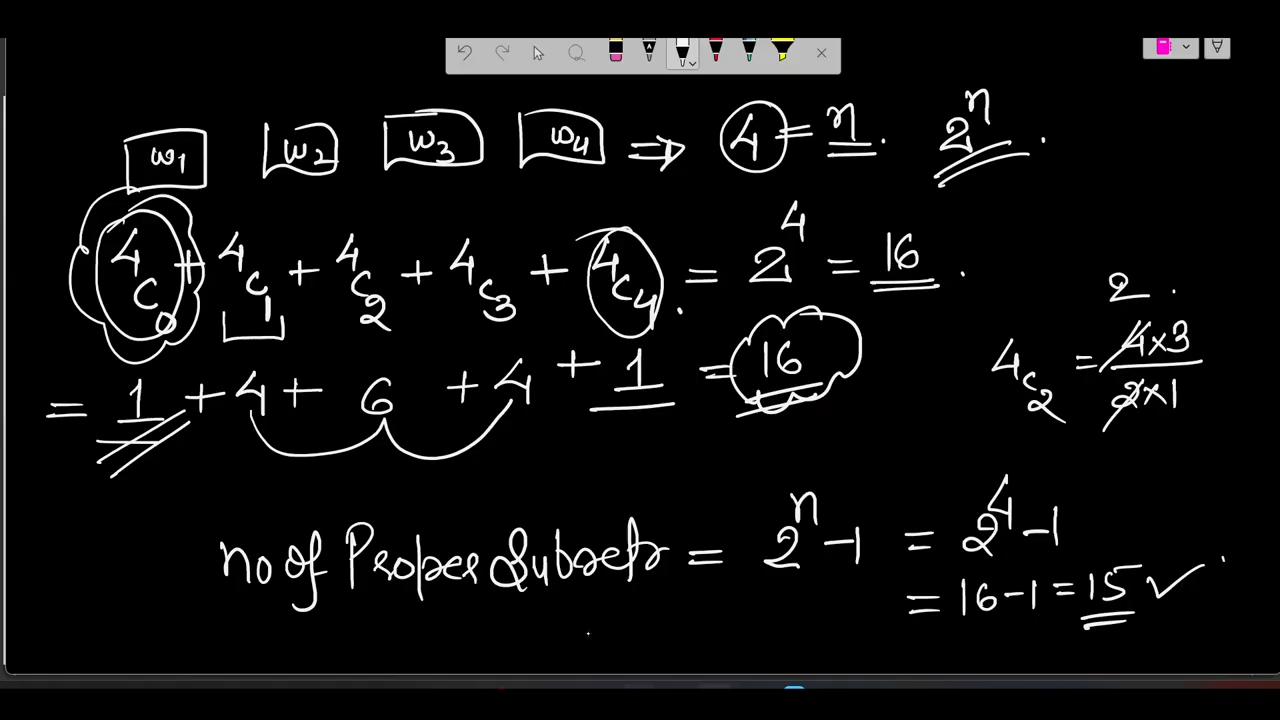 w1 w2 w3 w4 ⇒ 4 = n. 2^n.
4C0 + 4C1 + 4C2 + 4C3 + 4C4. = 2^4 = 16.
= 1 + 4 + 6 + 4 + 1 = 16
2.
4C2 = 4×3 / 2×1
no of Proper Subsets = 2^n - 1 = 2^4 - 1
= 16 - 1 = 15 ✓